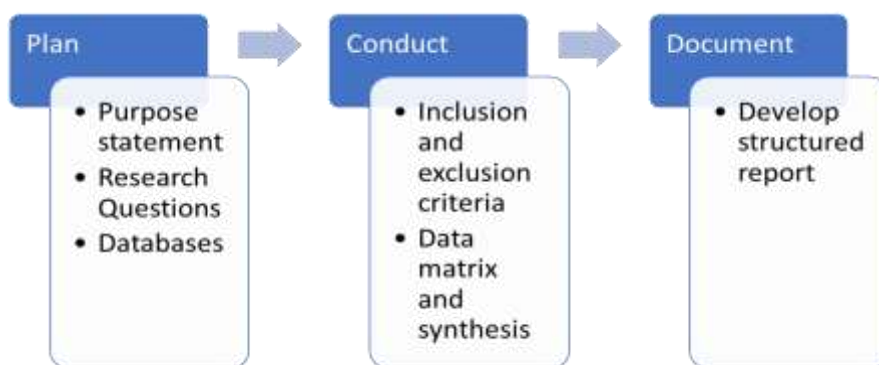 Plan
• Purpose
statement
• Research
Questions
• Databases
Conduct
• Inclusion
and
exclusion
criteria
• Data
matrix
and
synthesis
Document
• Develop
structured
report